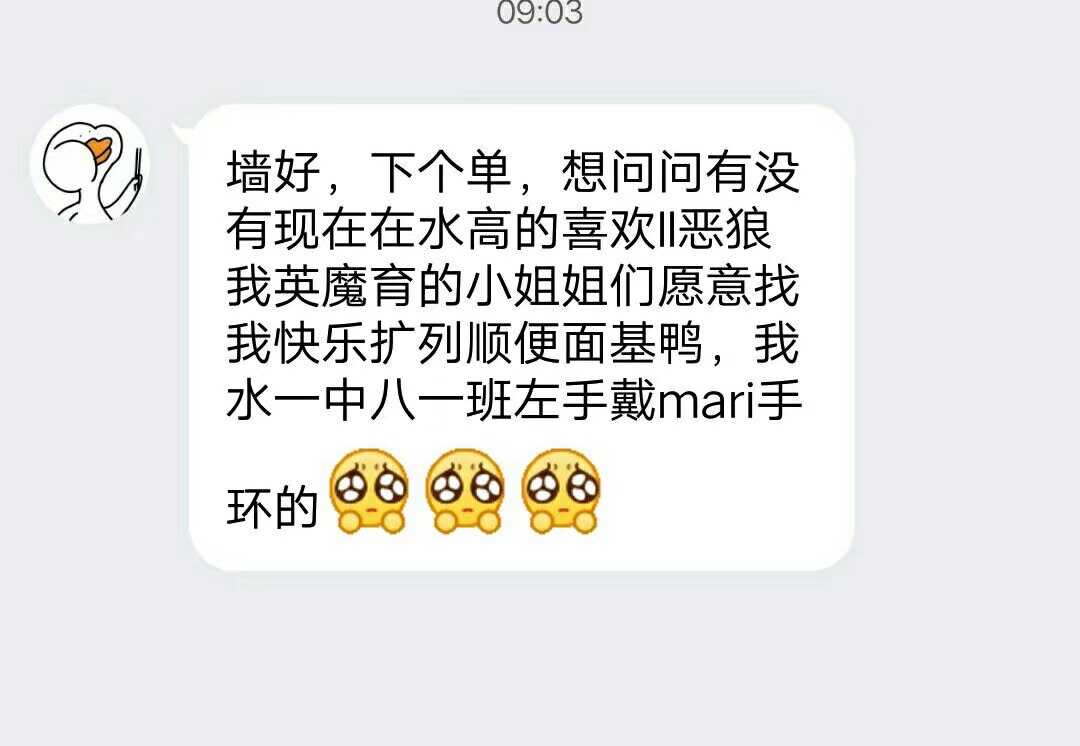 09:03
墙好，下个单，想问问有没
有现在在水高的喜欢ll恶狼
我英魔育的小姐姐们愿意找
我快乐扩列顺便面基鸭，我
水一中八一班左手戴mari手
环的